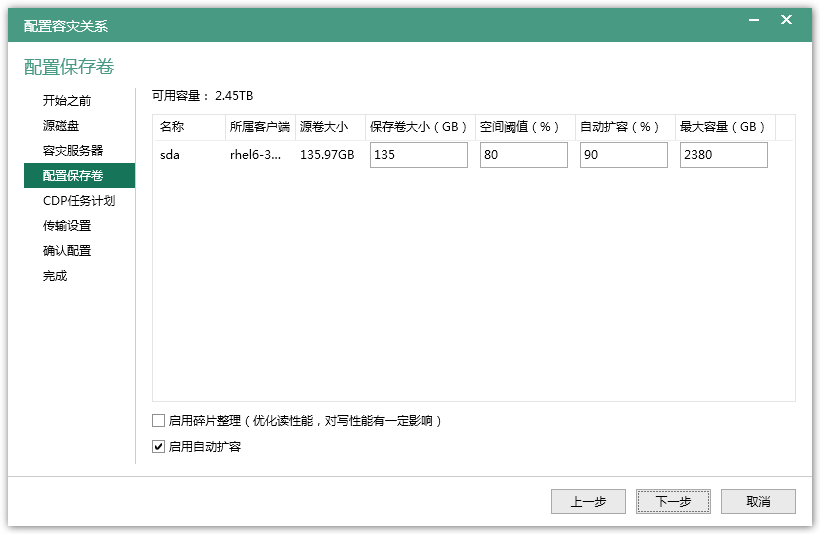 配置容灾关系
配置保存卷
开始之前
源磁盘
容灾服务器
配置保存卷
CDP任务计划
传输设置
确认配置
完成
可用容量： 2.45TB
名称 所属客户端 源卷大小 保存卷大小（GB） 空间阈值（%） 自动扩容（%） 最大容量（GB）
sda rhel6-3... 135.97GB 135 80 90 2380
启用碎片整理（优化读性能，对写性能有一定影响）
启用自动扩容
上一步 下一步 取消